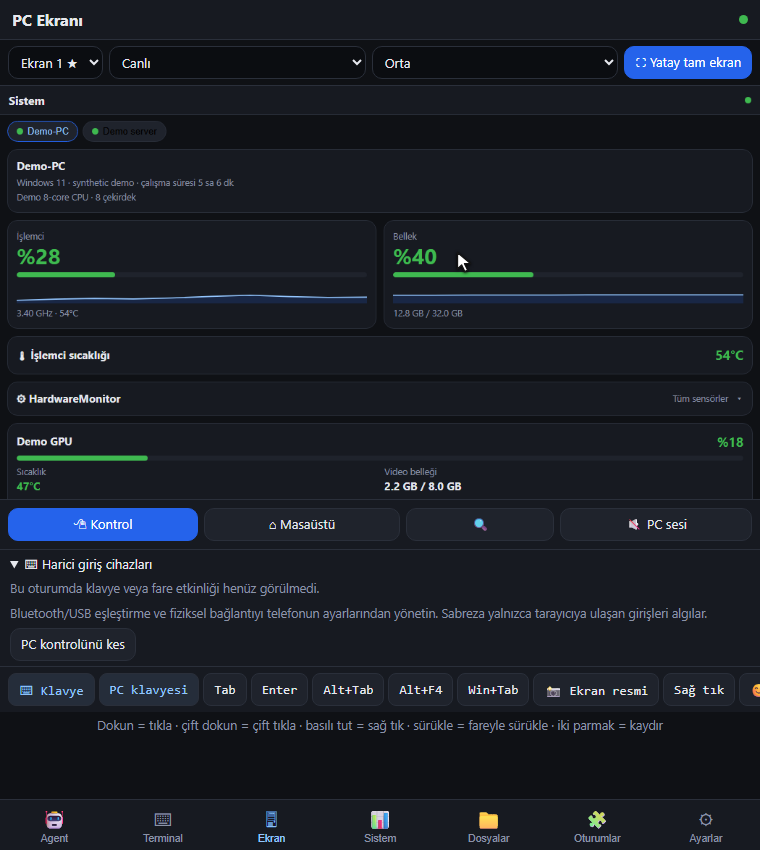 PC Ekranı
Ekran 1 ★
Canlı
Orta
Yatay tam ekran
Sistem
Demo-PC
Demo server
Demo-PC
Windows 11 · synthetic demo · çalışma süresi 5 sa 6 dk
Demo 8-core CPU · 8 çekirdek
İşlemci
%28
3.40 GHz · 54°C
Bellek
%40
12.8 GB / 32.0 GB
İşlemci sıcaklığı
54°C
HardwareMonitor
Tüm sensörler
Demo GPU
%18
Sıcaklık
47°C
Video belleği
2.2 GB / 8.0 GB
Kontrol
Masaüstü
PC sesi
Harici giriş cihazları
Bu oturumda klavye veya fare etkinliği henüz görülmedi.
Bluetooth/USB eşleştirme ve fiziksel bağlantıyı telefonun ayarlarından yönetin. Sabreza yalnızca tarayıcıya ulaşan girişleri algılar.
PC kontrolünü kes
Klavye
PC klavyesi
Tab
Enter
Alt+Tab
Alt+F4
Win+Tab
Ekran resmi
Sağ tık
Dokun = tıkla · çift dokun = çift tıkla · basılı tut = sağ tık · sürükle = fareyle sürükle · iki parmak = kaydır
Agent
Terminal
Ekran
Sistem
Dosyalar
Oturumlar
Ayarlar